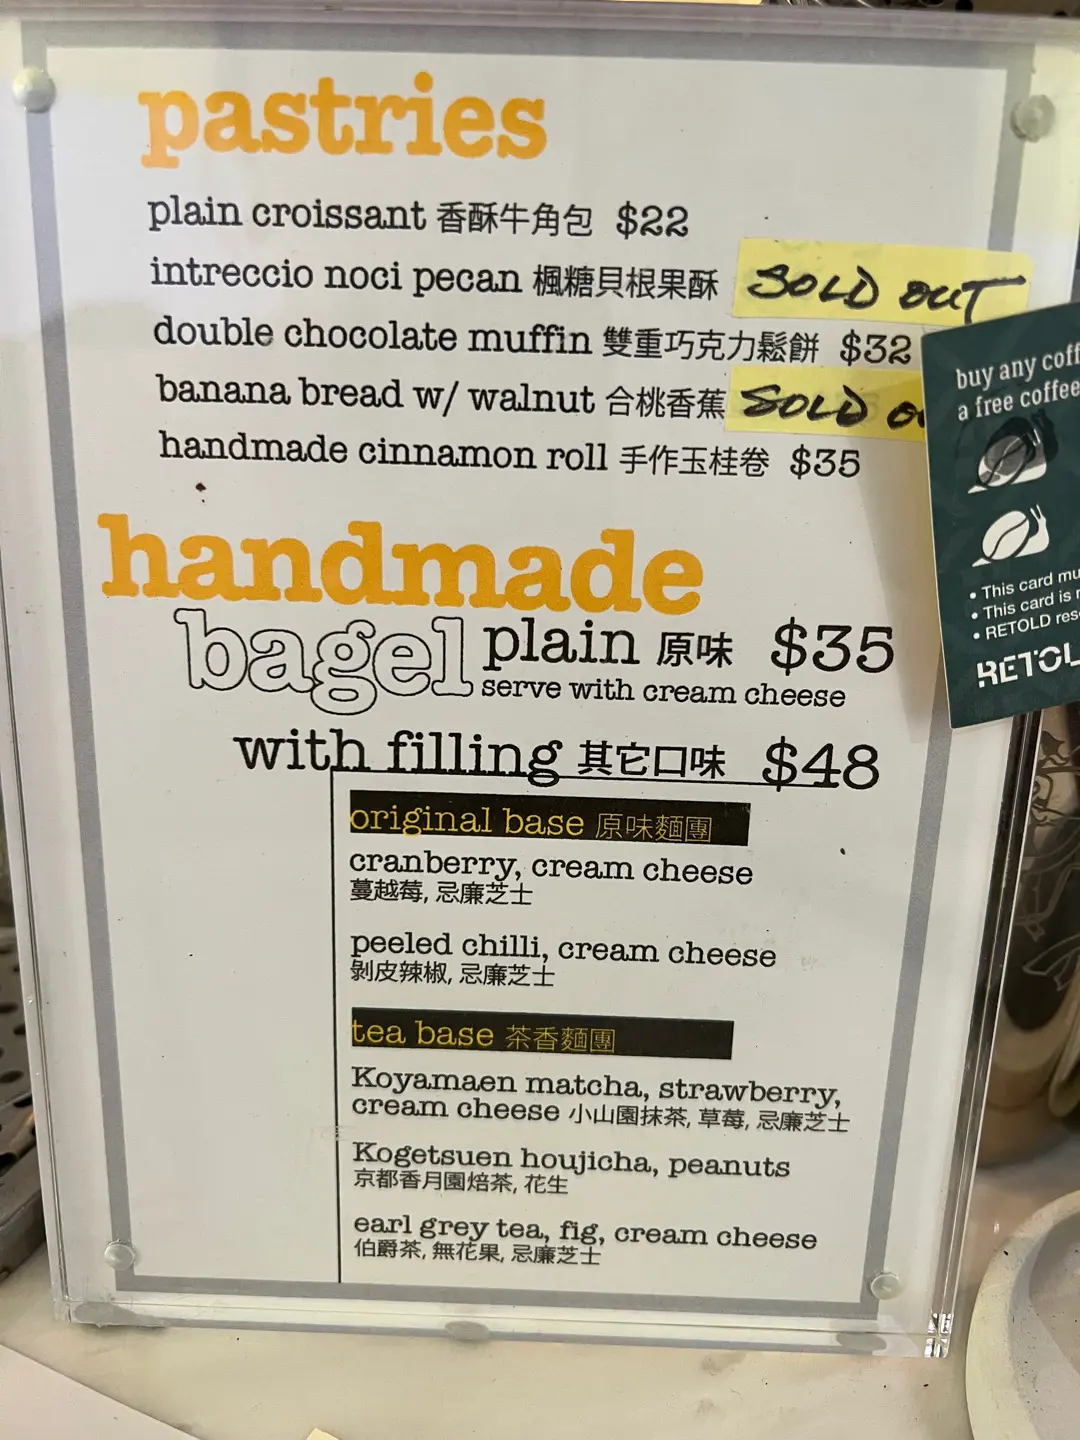 pastries
plain croissant 香酥牛角包 $22
intreccio noci pecan 楓糖貝根果酥 SOLD OUT
double chocolate muffin 雙重巧克力鬆餅 $32
banana bread w/ walnut 合桃香蕉 SOLD
handmade cinnamon roll 手作玉桂卷 $35
handmade
bagel plain 原味 $35
serve with cream cheese
with filling 其它口味 $48
original base 原味麵團
cranberry, cream cheese
蔓越莓, 忌廉芝士
peeled chilli, cream cheese
剝皮辣椒, 忌廉芝士
tea base 茶香麵團
Koyamaen matcha, strawberry,
cream cheese 小山園抹茶, 草莓, 忌廉芝士
Kogetsuen houjicha, peanuts
京都香月園焙茶, 花生
earl grey tea, fig, cream cheese
伯爵茶, 無花果, 忌廉芝士
buy any
a free coffee
• This card
• This card is
• RETOLD